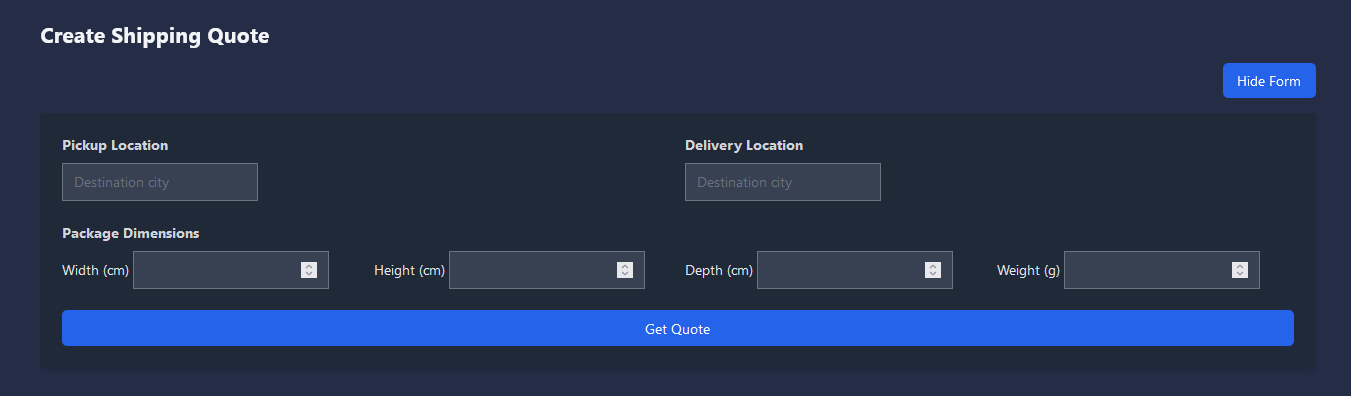 Create Shipping Quote
Hide Form
Pickup Location
Delivery Location
Destination city
Destination city
Package Dimensions
Width (cm)
Height (cm)
Depth (cm)
Weight (g)
Get Quote